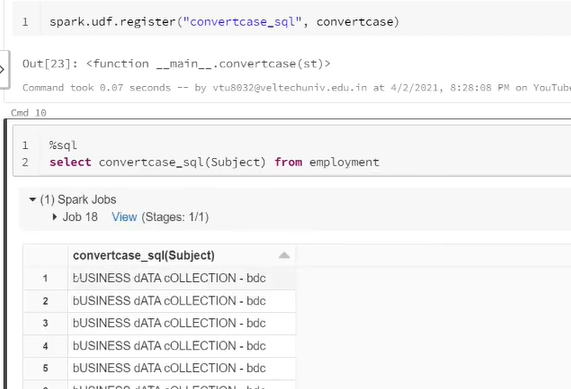 1 spark.udf.register("convertcase_sql", convertcase)
Out[23]: <function __main__.convertcase(st)>
Command took 0.07 seconds -- by vtu8032@veltechuniv.edu.in at 4/2/2021, 8:28:08 PM on YouTube
Cmd 10
1 %sql
2 select convertcase_sql(Subject) from employment
(1) Spark Jobs
Job 18 View (Stages: 1/1)
convertcase_sql(Subject)
1 bUSINESS dATA cOLLECTION - bdc
2 bUSINESS dATA cOLLECTION - bdc
3 bUSINESS dATA cOLLECTION - bdc
4 bUSINESS dATA cOLLECTION - bdc
5 bUSINESS dATA cOLLECTION - bdc